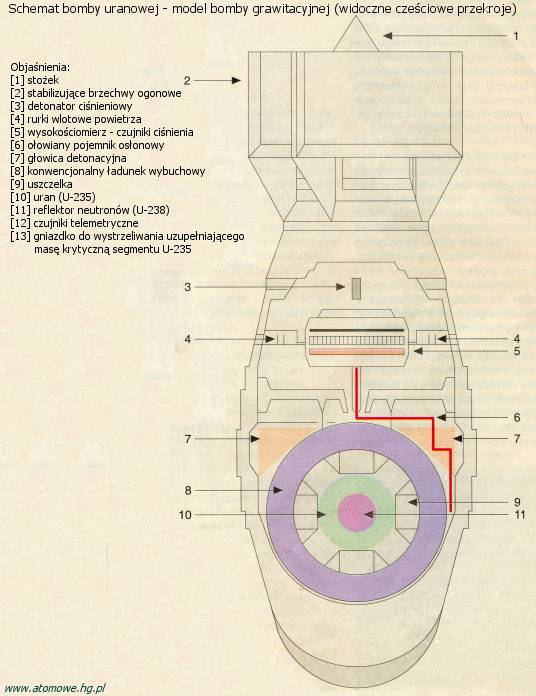 Schemat bomby uranowej - model bomby grawitacyjnej (widoczne cześciowe przekroje)
Objaśnienia:
[1] stożek
[2] stabilizujące brzechwy ogonowe
[3] detonator ciśnieniowy
[4] rurki wlotowe powietrza
[5] wysokościomierz - czujniki ciśnienia
[6] ołowiany pojemnik osłonowy
[7] głowica detonacyjna
[8] konwencjonalny ładunek wybuchowy
[9] uszczelka
[10] uran (U-235)
[11] reflektor neutronów (U-238)
[12] czujniki telemetryczne
[13] gniazdko do wystrzeliwania uzupełniającego
masę krytyczną segmentu U-235
1
2
3
4
4
5
6
7
7
8
9
10
11
www.atomowe.hg.pl